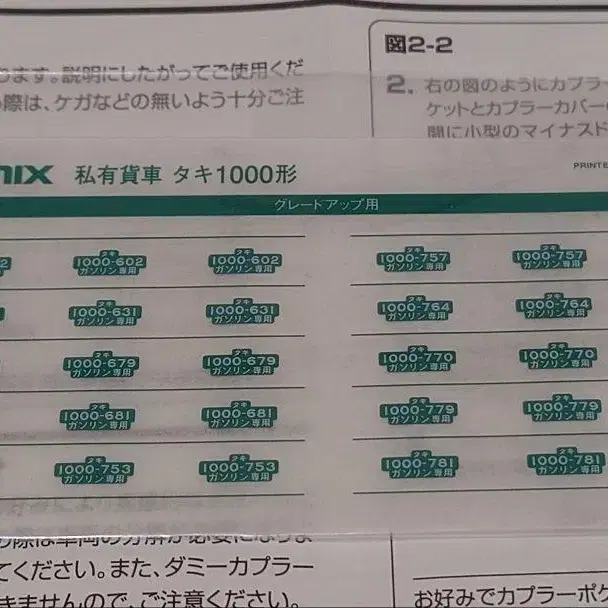 図2-2
ります。説明にしたがってご使用くだ
際は、ケガなどの無いよう十分ご注
2. 右の図のようにカプラー
ケットとカプラーカバー
間に小型のマイナスド
MIX 私有貨車 タキ1000形
PRINTE
グレードアップ用
2
タキ
1000-602
ガソリン専用
タキ
1000-602
ガソリン専用
タキ
1000-757
ガソリン専用
タキ
1000-757
ガソリン専用
タキ
1000-631
ガソリン専用
タキ
1000-631
ガソリン専用
タキ
1000-764
ガソリン専用
タキ
1000-764
ガソリン専用
タキ
1000-679
ガソリン専用
タキ
1000-679
ガソリン専用
タキ
1000-770
ガソリン専用
タキ
1000-770
ガソリン専用
タキ
1000-681
ガソリン専用
タキ
1000-681
ガソリン専用
タキ
1000-779
ガソリン専用
タキ
1000-779
ガソリン専用
タキ
1000-753
ガソリン専用
タキ
1000-753
ガソリン専用
タキ
1000-781
ガソリン専用
タキ
1000-781
ガソリン専用
際は車両の分解が必要になりま
てください。また、ダミーカプラー
きませんので、ご注意ください。
お好みでカプラーポケ